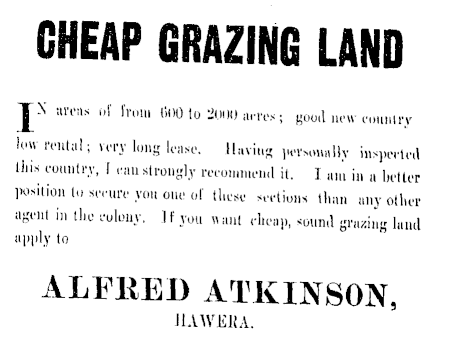 CHEAP GRAZING LAND
IN areas of from 600 to 2000 acres; good new country
low rental; very long lease. Having personally inspected
this country, I can strongly recommend it. I am in a better
position to secure you one of these sections than any other
agent in the colony. If you want cheap, sound grazing land
apply to
ALFRED ATKINSON,
HAWERA.